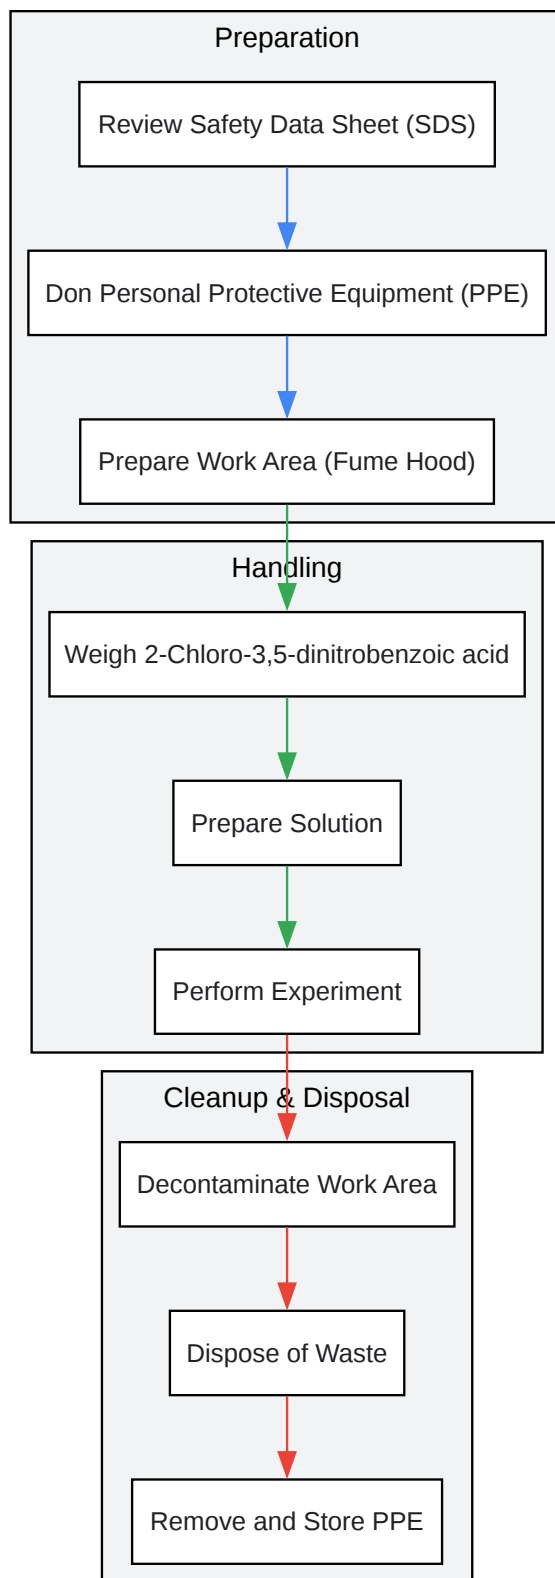 Preparation
Review Safety Data Sheet (SDS)
Don Personal Protective Equipment (PPE)
Prepare Work Area (Fume Hood)
Handling
Weigh 2-Chloro-3,5-dinitrobenzoic acid
Prepare Solution
Perform Experiment
Cleanup & Disposal
Decontaminate Work Area
Dispose of Waste
Remove and Store PPE